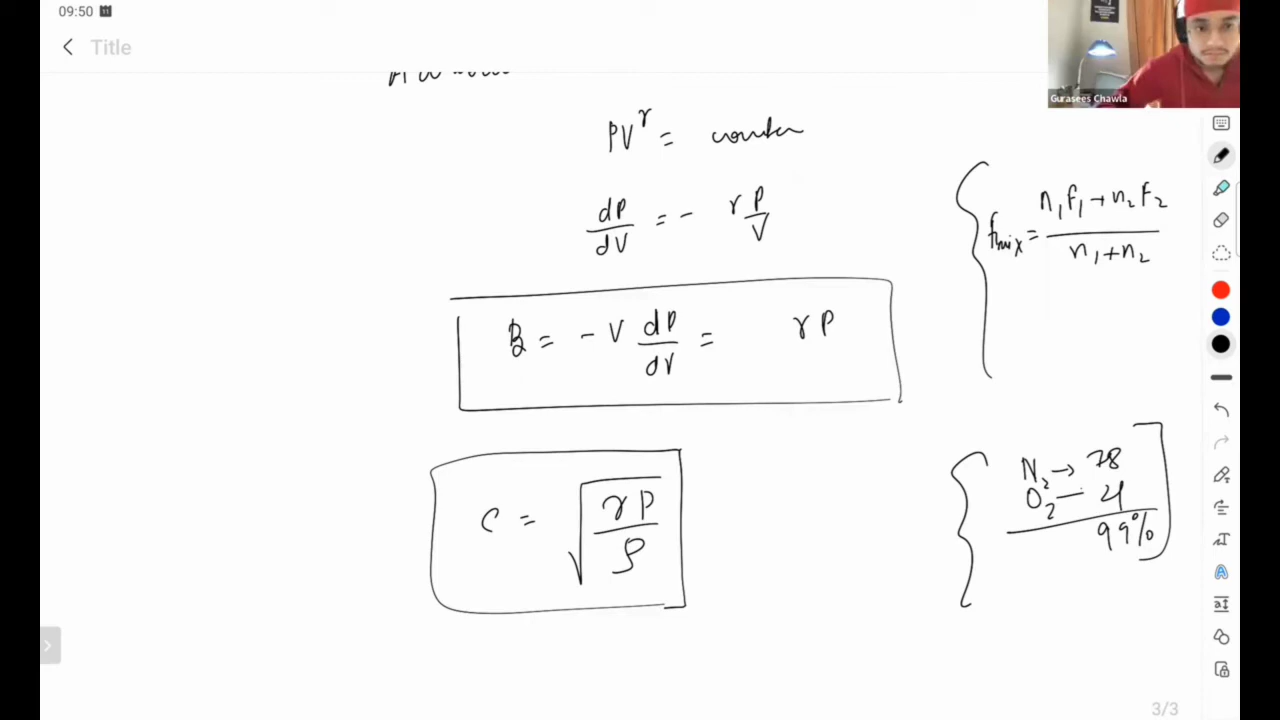 09:50
Title
PV^γ =
dP/dV = - γP/V
B = - V dP/dV = γP
C = √(γP/ρ)
f_mix = (n₁f₁ + n₂f₂)/(n₁+n₂)
N₂ → 78
O₂ — 21
99%
Gurasees Chawla
3/3